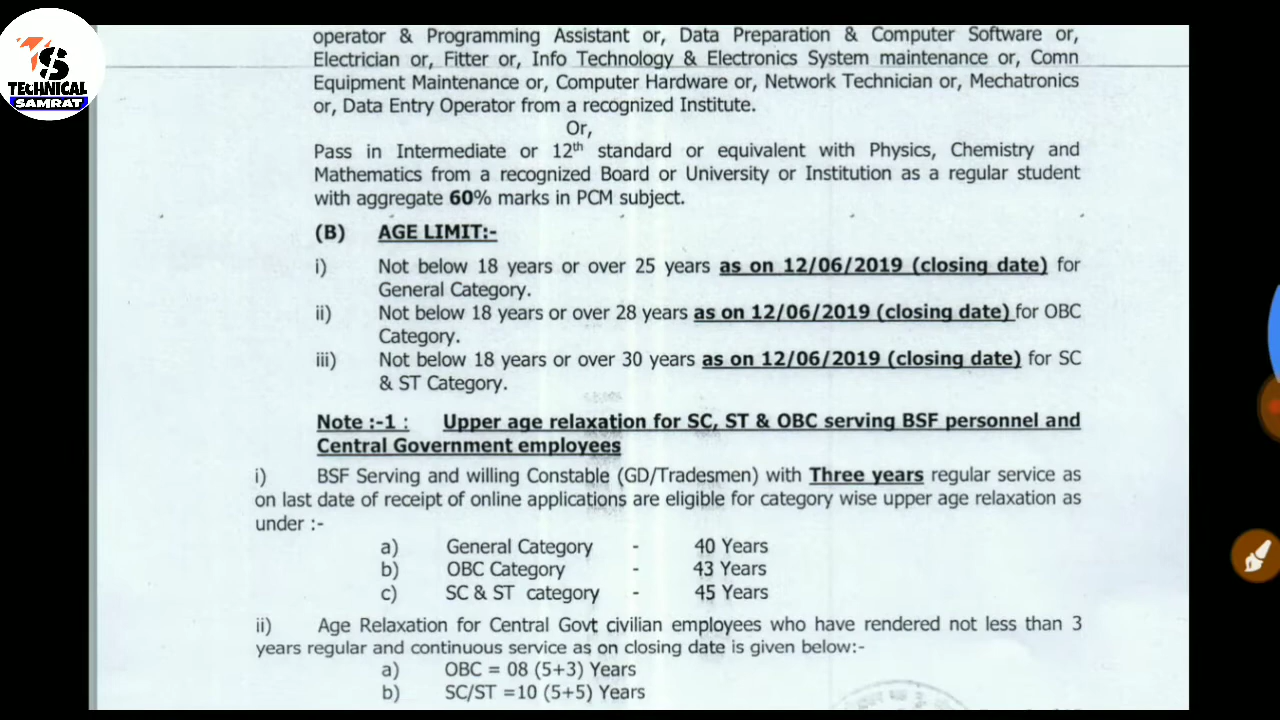 TECHNICAL
SAMRAT
operator & Programming Assistant or, Data Preparation & Computer Software or,
Electrician or, Fitter or, Info Technology & Electronics System maintenance or, Comn
Equipment Maintenance or, Computer Hardware or, Network Technician or, Mechatronics
or, Data Entry Operator from a recognized Institute.
Or,
Pass in Intermediate or 12th standard or equivalent with Physics, Chemistry and
Mathematics from a recognized Board or University or Institution as a regular student
with aggregate 60% marks in PCM subject.
(B) AGE LIMIT:-
i) Not below 18 years or over 25 years as on 12/06/2019 (closing date) for
General Category.
ii) Not below 18 years or over 28 years as on 12/06/2019 (closing date) for OBC
Category.
iii) Not below 18 years or over 30 years as on 12/06/2019 (closing date) for SC
& ST Category.
Note :-1 : Upper age relaxation for SC, ST & OBC serving BSF personnel and
Central Government employees
i) BSF Serving and willing Constable (GD/Tradesmen) with Three years regular service as
on last date of receipt of online applications are eligible for category wise upper age relaxation as
under :-
a) General Category - 40 Years
b) OBC Category - 43 Years
c) SC & ST category - 45 Years
ii) Age Relaxation for Central Govt civilian employees who have rendered not less than 3
years regular and continuous service as on closing date is given below:-
a) OBC = 08 (5+3) Years
b) SC/ST =10 (5+5) Years